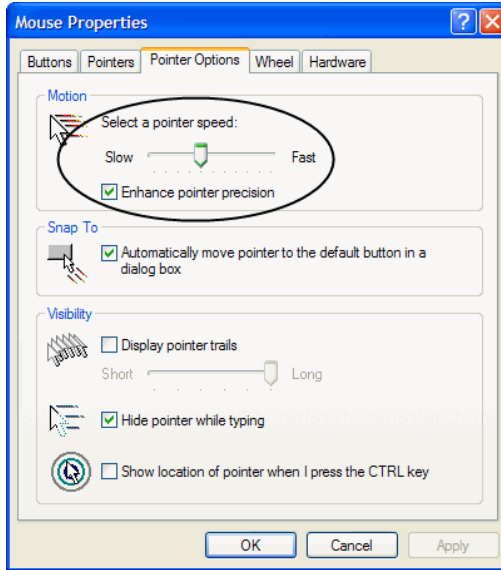 Mouse Properties
Buttons Pointers Pointer Options Wheel Hardware
Motion
Select a pointer speed:
Slow Fast
Enhance pointer precision
Snap To
Automatically move pointer to the default button in a
dialog box
Visibility
Display pointer trails
Short Long
Hide pointer while typing
Show location of pointer when I press the CTRL key
OK Cancel Apply